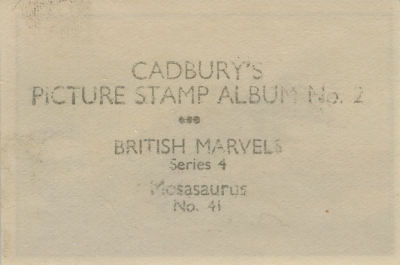 CADBURY'S
PICTURE STAMP ALBUM No. 2
BRITISH MARVELS
Series 4
Mosasaurus
No. 41